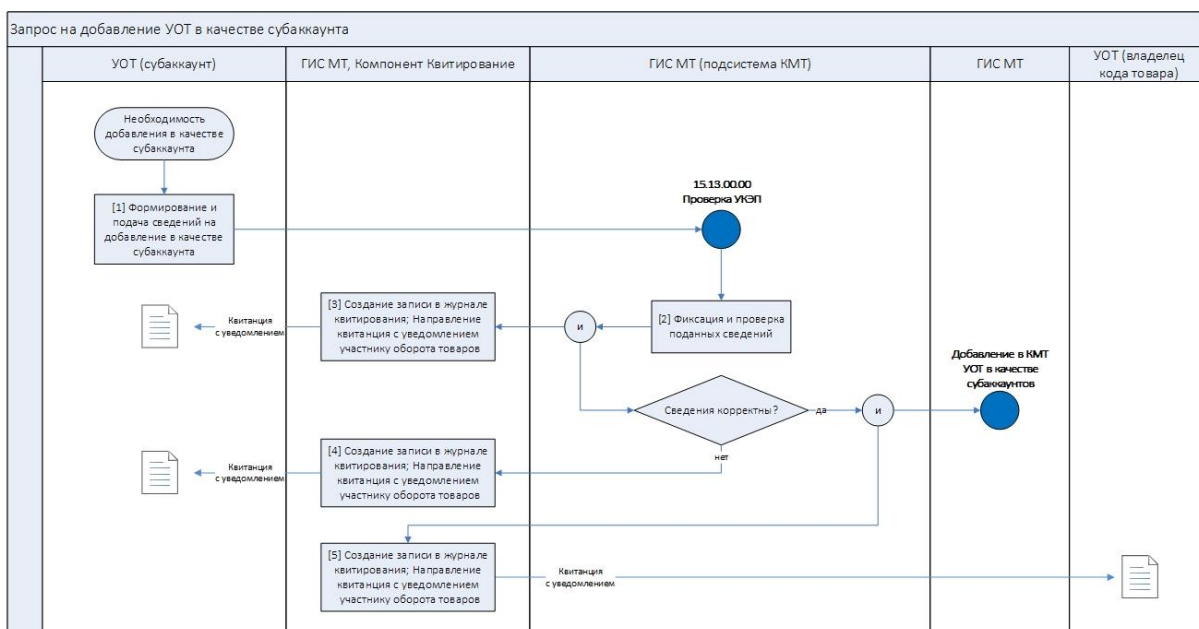 Запрос на добавление УОТ в качестве субаккаунта
УОТ (субаккаунт)
ГИС МТ, Компонент Квитирование
ГИС МТ (подсистема КМТ)
ГИС МТ
УОТ (владелец
кода товара)
Необходимость
добавления в качестве
субаккаунта
[1] Формирование и
подача сведений на
добавление в качестве
субаккаунта
15.13.00.00
Проверка УКЭП
[2] Фиксация и проверка
поданных сведений
и
[3] Создание записи в журнале
квитирования; Направление
квитанция с уведомлением
участнику оборота товаров
Квитанция
с уведомлением
Сведения корректны?
да
и
Добавление в КМТ
УОТ в качестве
субаккаунтов
нет
[4] Создание записи в журнале
квитирования; Направление
квитанция с уведомлением
участнику оборота товаров
Квитанция
с уведомлением
[5] Создание записи в журнале
квитирования; Направление
квитанция с уведомлением
участнику оборота товаров
Квитанция
с уведомлением